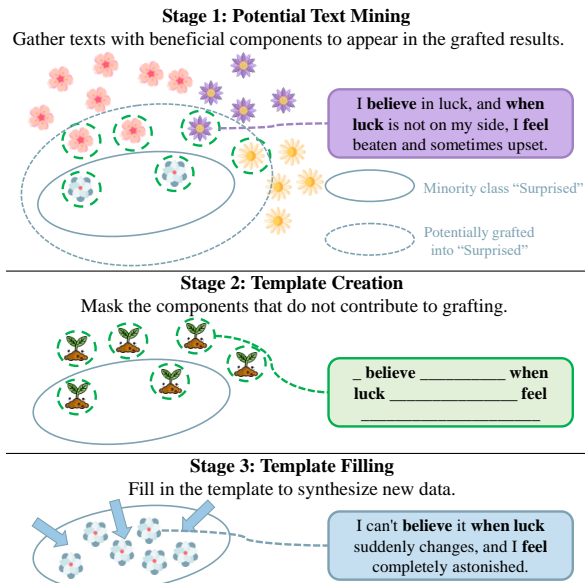 Stage 1: Potential Text Mining
Gather texts with beneficial components to appear in the grafted results.
I believe in luck, and when
luck is not on my side, I feel
beaten and sometimes upset.
Minority class “Surprised”
Potentially grafted
into “Surprised”
Stage 2: Template Creation
Mask the components that do not contribute to grafting.
_ believe __________ when
luck _______________ feel
_____________________
Stage 3: Template Filling
Fill in the template to synthesize new data.
I can't believe it when luck
suddenly changes, and I feel
completely astonished.